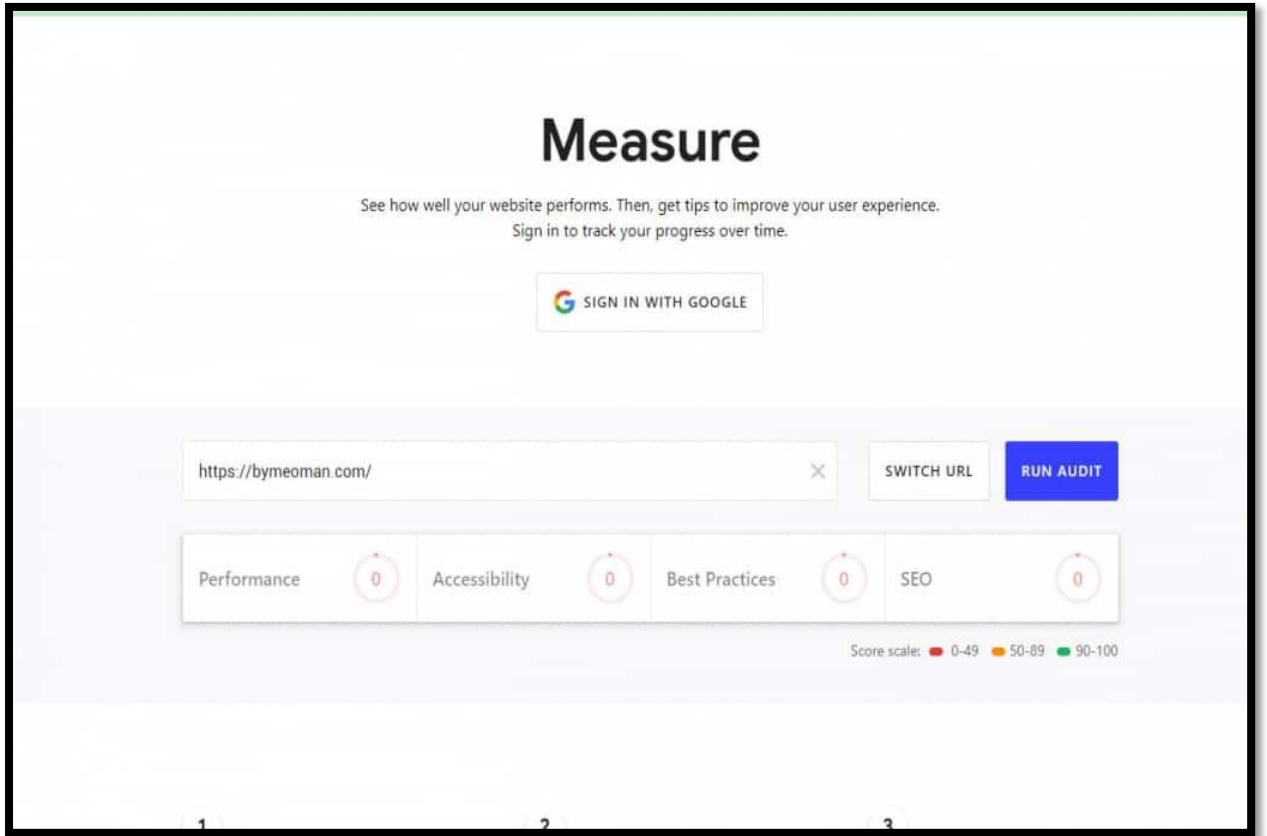 Measure
See how well your website performs. Then, get tips to improve your user experience.
Sign in to track your progress over time.
SIGN IN WITH GOOGLE
https://bymeoman.com/ × SWITCH URL RUN AUDIT
Performance 0 Accessibility 0 Best Practices 0 SEO 0
Score scale: 0-49 50-89 90-100
1 2 3